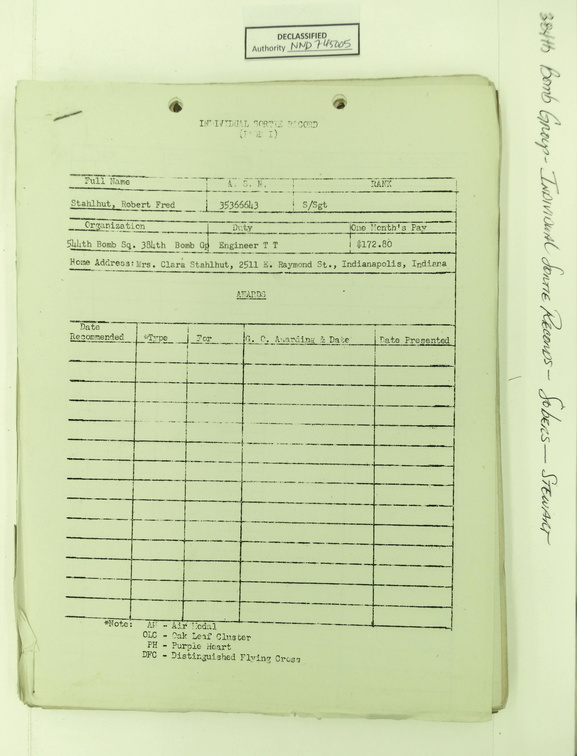 DECLASSIFIED
Authority NND 745005
384th Bomb Group - Individual Sortie Records - Sobers - Stewart
INDIVIDUAL SORTIE RECORD
Full Name A. S. N. RANK
Stahlhut, Robert Fred 35366643 S/Sgt
Organization Duty One Month's Pay
544th Bomb Sq. 384th Bomb Gp Engineer T T $172.80
Home Address: Mrs. Clara Stahlhut, 2511 E. Raymond St., Indianapolis, Indiana
AWARDS
Date
Recommended *Type For G. O. Awarding & Date Date Presented
*Note: AM - Air Medal
OLC - Oak Leaf Cluster
PH - Purple Heart
DFC - Distinguished Flying Cross